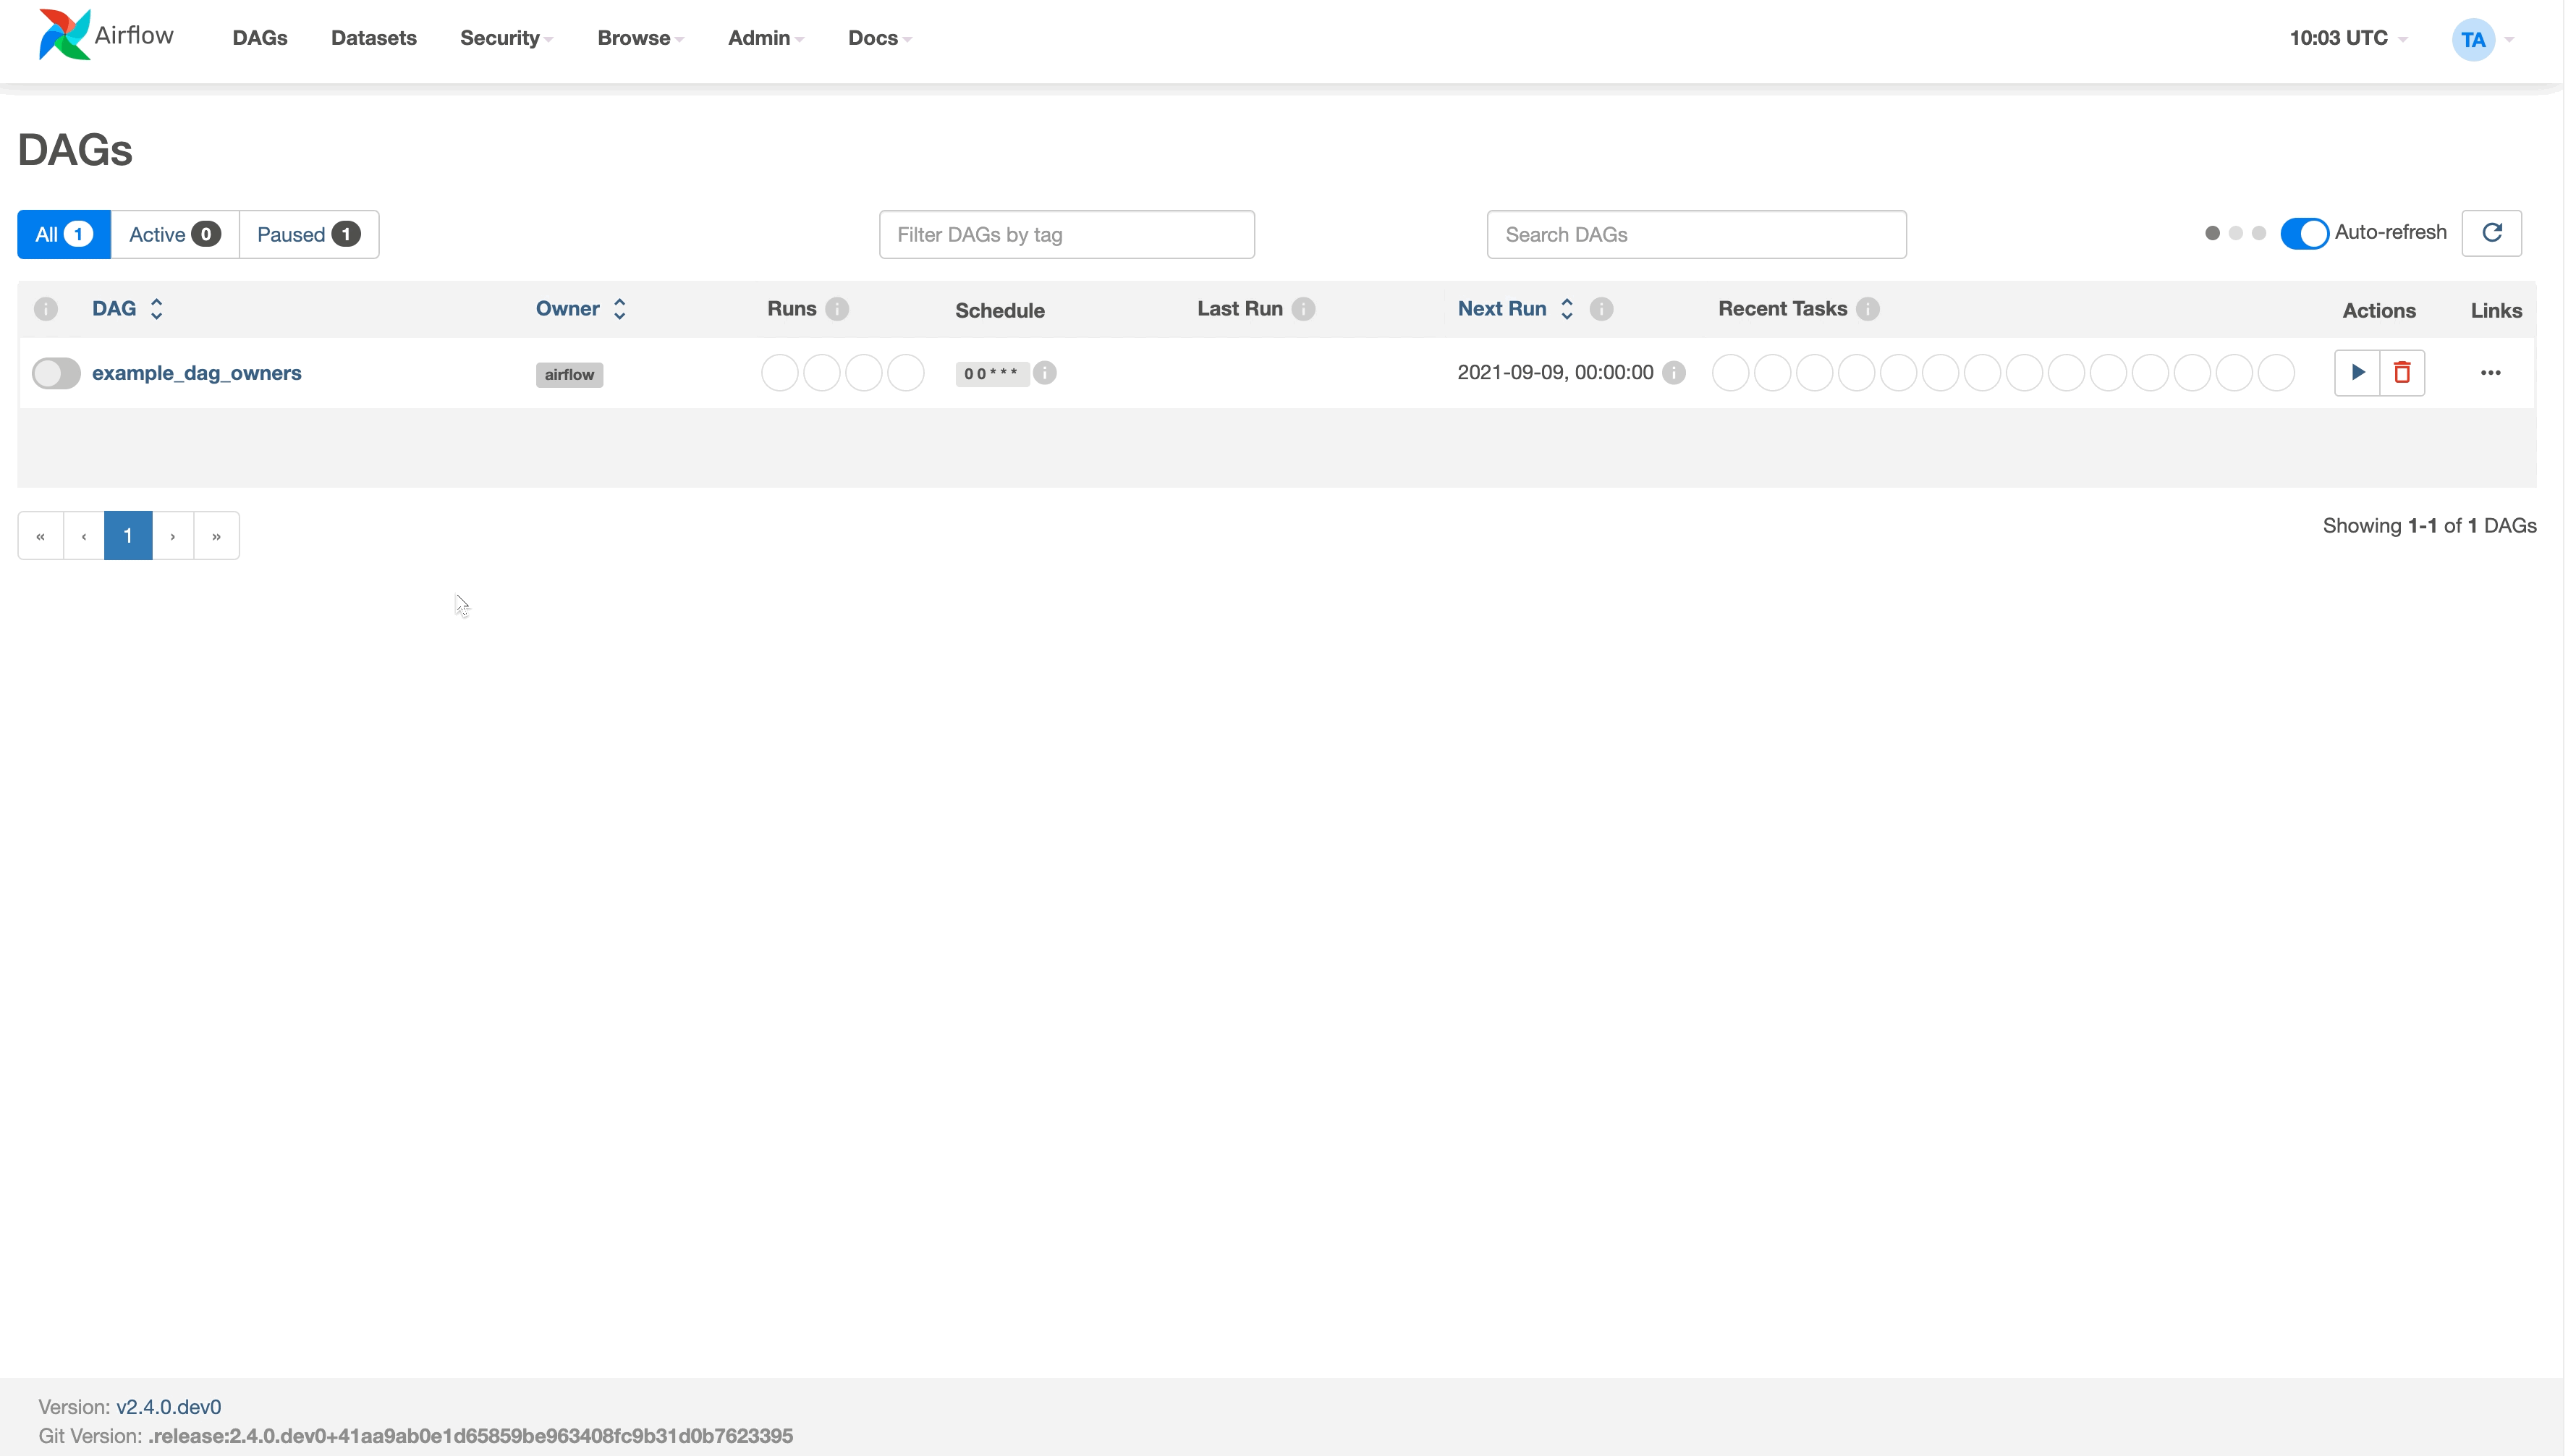 Airflow DAGs Datasets Security Browse Admin Docs 10:03 UTC TA
DAGs
All 1 Active 0 Paused 1 Filter DAGs by tag Search DAGs Auto-refresh
i DAG Owner Runs i Schedule Last Run i Next Run i Recent Tasks i Actions Links
example_dag_owners airflow 0 0 * * * i 2021-09-09, 00:00:00 i ...
« ‹ 1 › » Showing 1-1 of 1 DAGs
Version: v2.4.0.dev0
Git Version: .release:2.4.0.dev0+41aa9ab0e1d65859be963408fc9b31d0b7623395